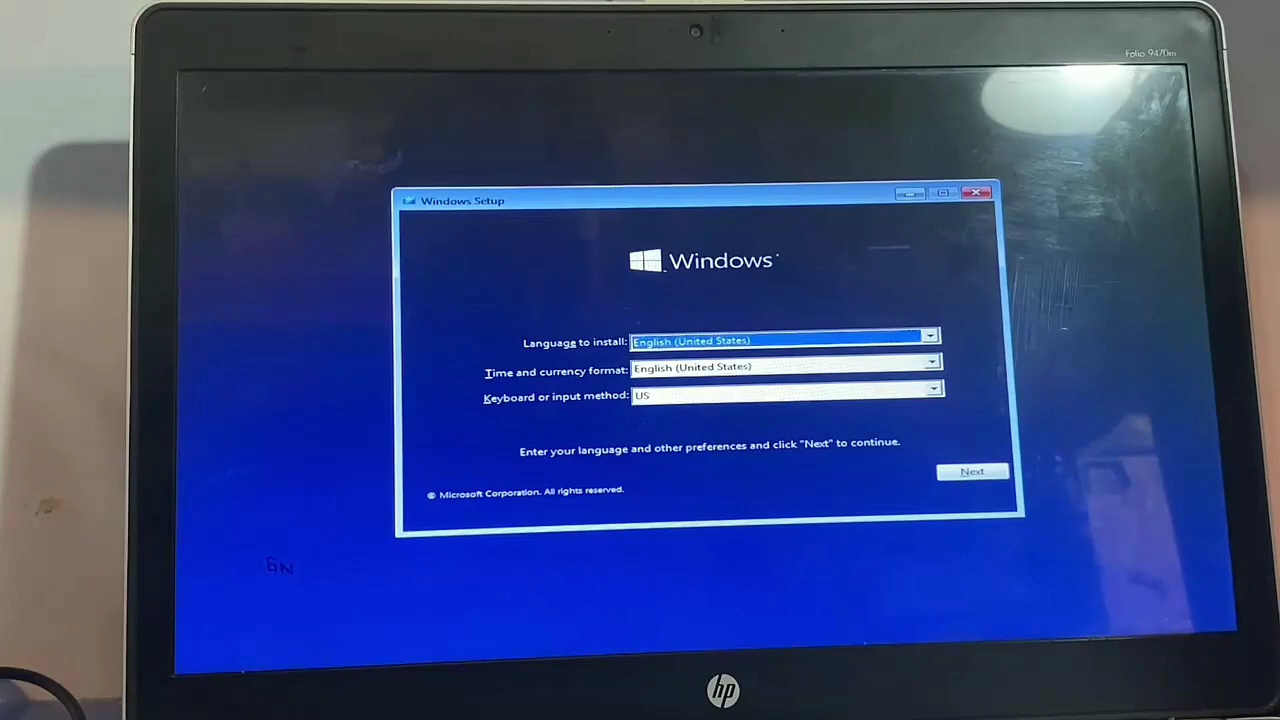 Folio 9470m
Windows Setup
Windows
Language to install: English (United States)
Time and currency format: English (United States)
Keyboard or input method: US
Enter your language and other preferences and click "Next" to continue.
Next
© Microsoft Corporation. All rights reserved.
hp